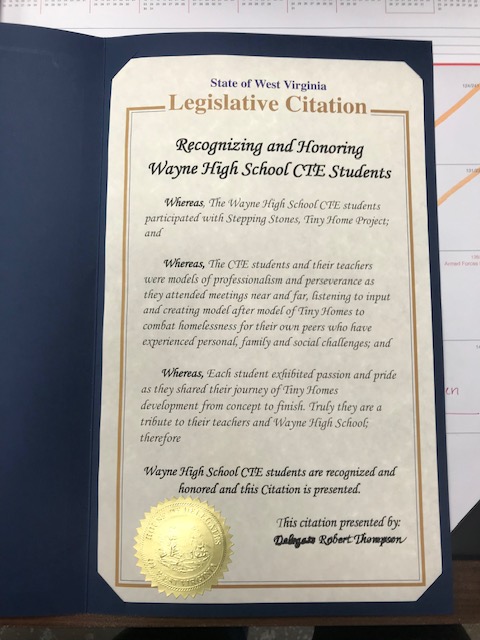 State of West Virginia
Legislative Citation
Recognizing and Honoring
Wayne High School CTE Students
Whereas, The Wayne High School CTE students
participated with Stepping Stones, Tiny Home Project;
and
Whereas, The CTE students and their teachers
were models of professionalism and perseverance as
they attended meetings near and far, listening to input
and creating model after model of Tiny Homes to
combat homelessness for their own peers who have
experienced personal, family and social challenges; and
Whereas, Each student exhibited passion and pride
as they shared their journey of Tiny Homes
development from concept to finish. Truly they are a
tribute to their teachers and Wayne High School;
therefore
Wayne High School CTE students are recognized and
honored and this Citation is presented.
This citation presented by:
Delegate Robert Thompson
HOUSE OF DELEGATES
OF WEST VIRGINIA